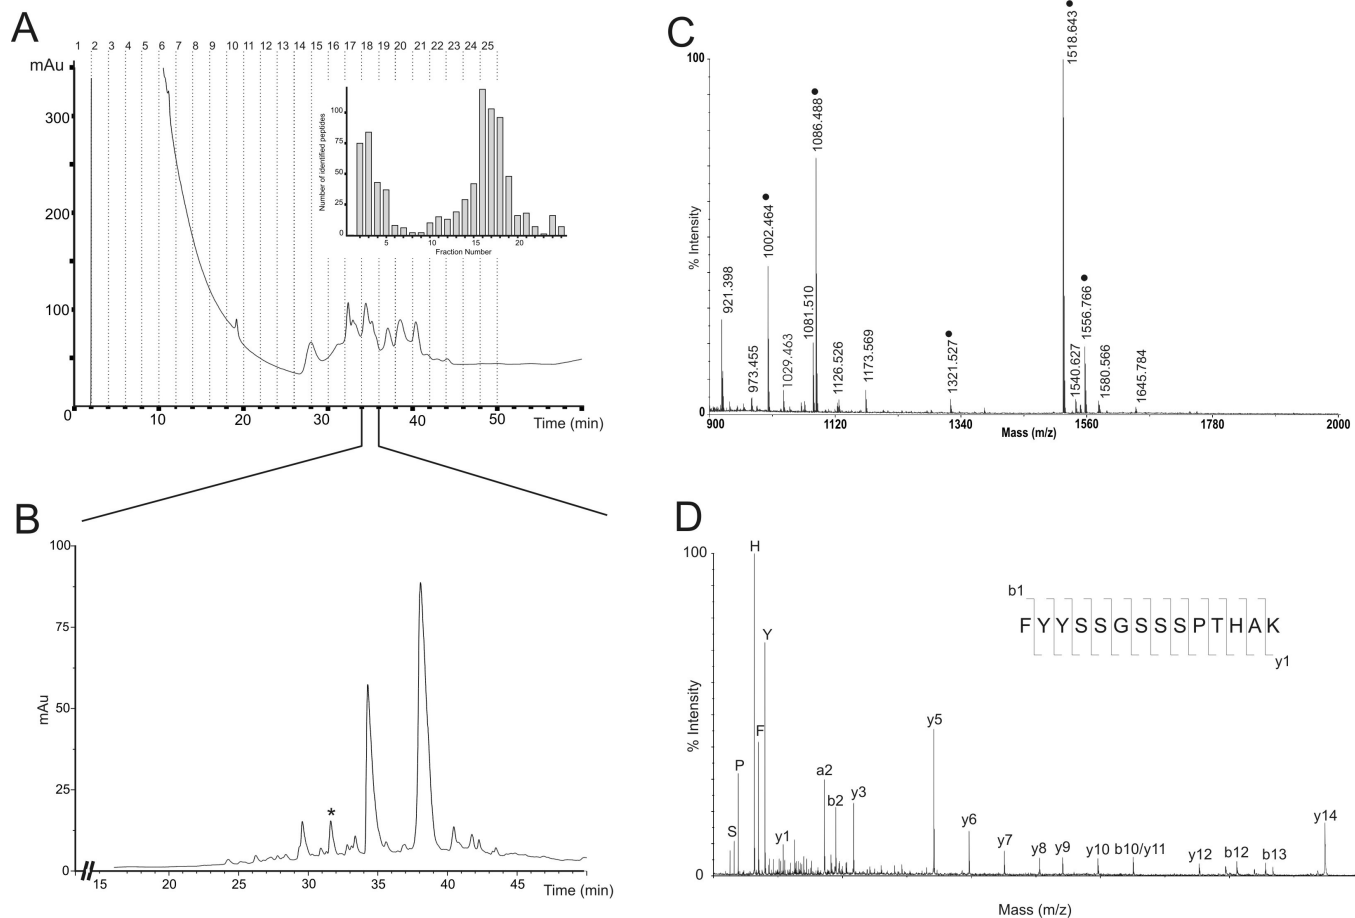 A
1 2 3 4 5 6 7 8 9 10 11 12 13 14 15 16 17 18 19 20 21 22 23 24 25
mAu
300
200
100
0
10
20
30
40
50
Time (min)
Number of identified peptides
100
75
50
25
0
5
10
15
20
Fraction Number
B
mAu
100
75
50
25
0
*
15
20
25
30
35
40
45
Time (min)
C
% Intensity
100
0
921.398
973.455
1002.464
1029.463
1081.510
1086.488
1126.526
1173.569
1321.527
1518.643
1540.627
1556.766
1580.566
1645.784
900
1120
1340
1560
1780
2000
Mass (m/z)
D
% Intensity
100
0
S
P
H
F
Y
y1
a2
b2
y3
y5
y6
y7
y8
y9
y10
b10/y11
y12
b12
b13
y14
b1
FYYSSGSSSPTHAK
y1
Mass (m/z)